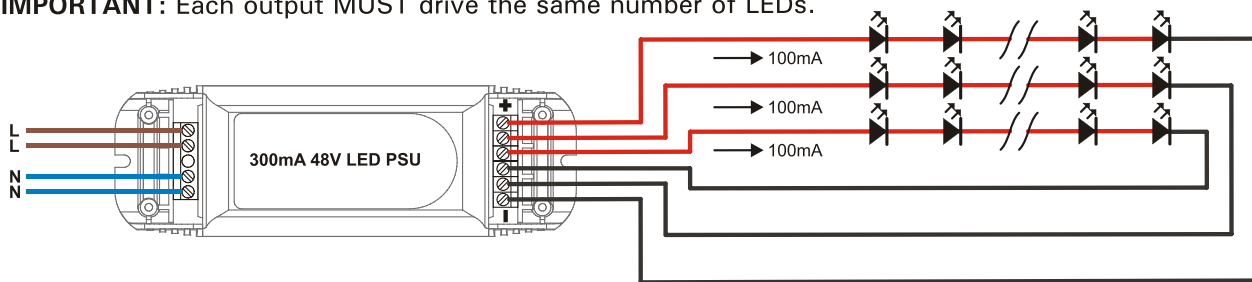 IMPORTANT: Each output MUST drive the same number of LEDs.
100mA
100mA
100mA
+
L
L
300mA 48V LED PSU
N
N
-